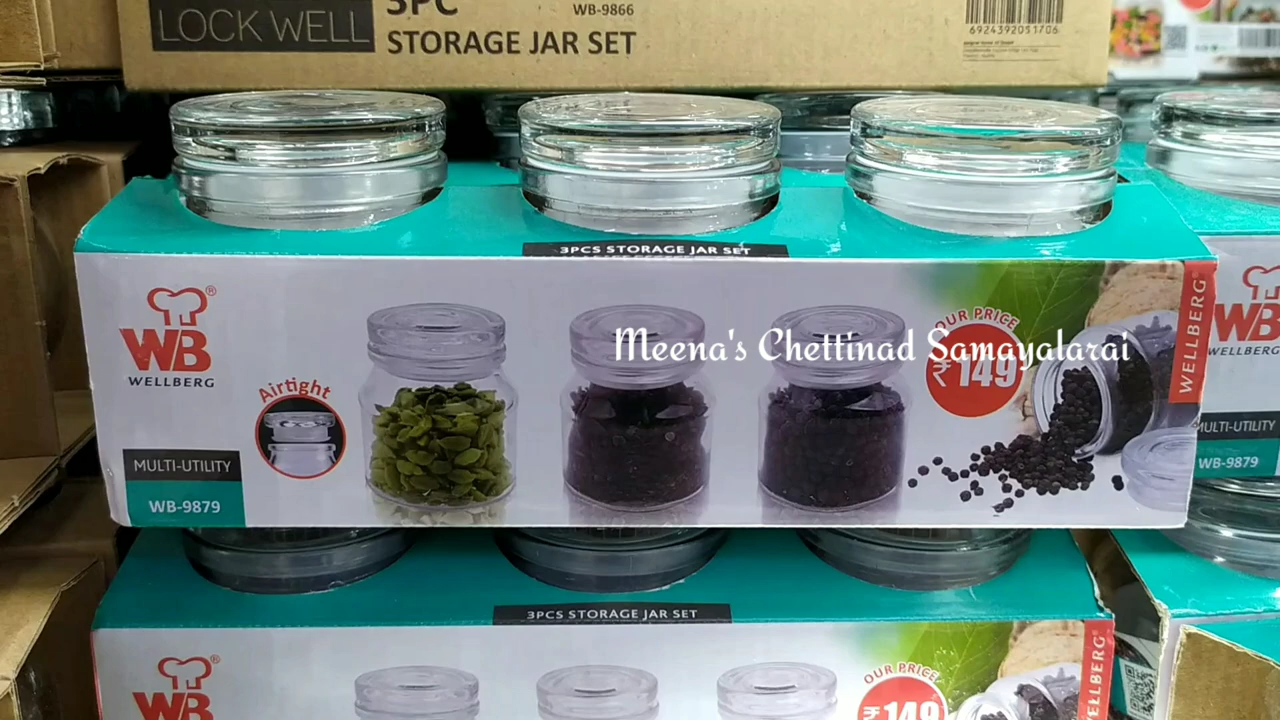 LOCK WELL
3PC
WB-9866
STORAGE JAR SET
6924392051706
3PCS STORAGE JAR SET
WB®
WELLBERG
Airtight
MULTI-UTILITY
WB-9879
Meena's Chettinad Samayalarai
OUR PRICE
₹149
WELLBERG®
WB
WELLBERG
MULTI-UTILITY
WB-9879
3PCS STORAGE JAR SET
WB®
OUR PRICE
₹149
WELLBERG®